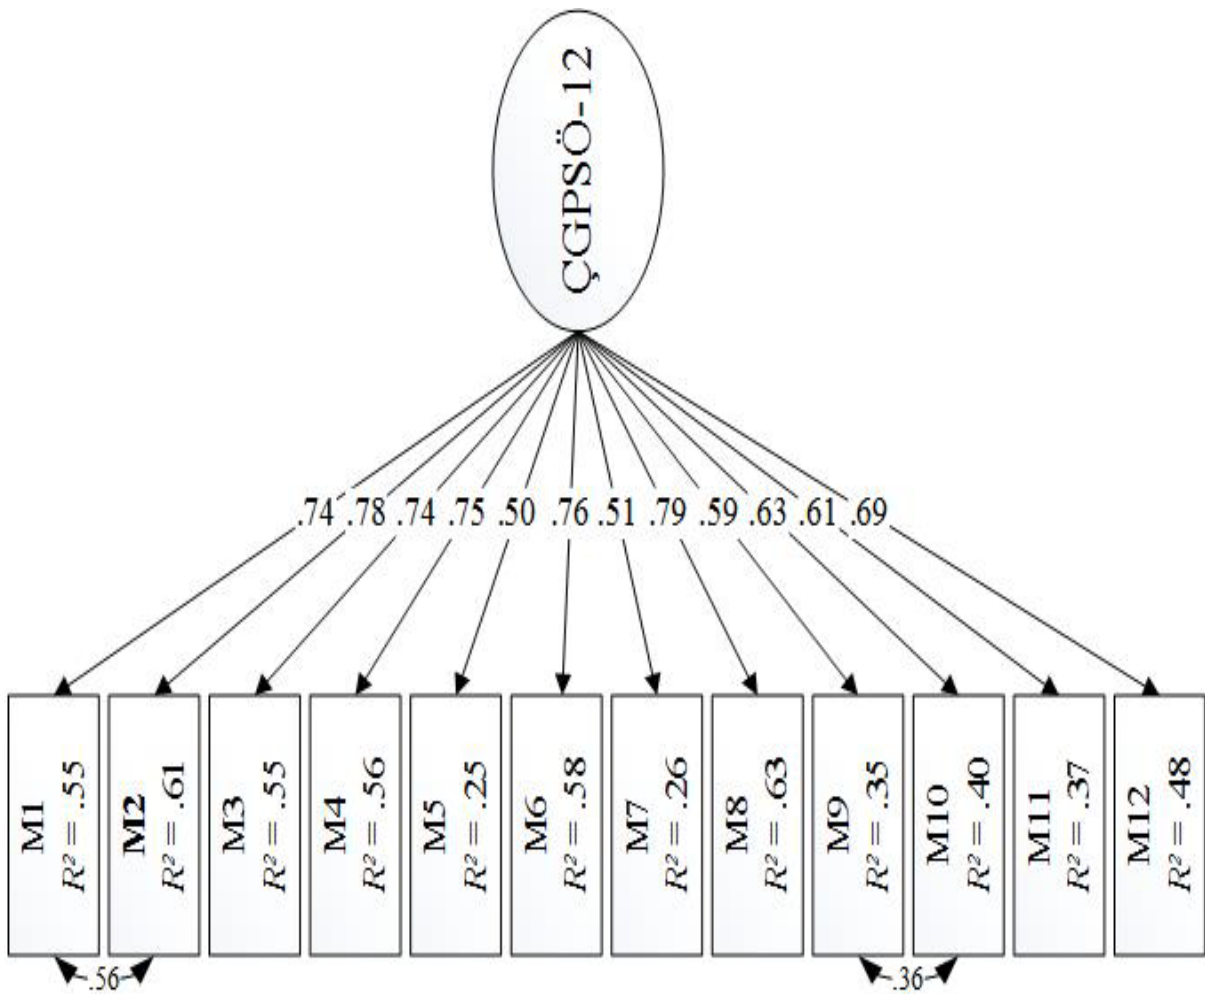 ÇGPSÖ-12
.74 .78 .74 .75 .50 .76 .51 .79 .59 .63 .61 .69
M1
R² = .55
M2
R² = .61
M3
R² = .55
M4
R² = .56
M5
R² = .25
M6
R² = .58
M7
R² = .26
M8
R² = .63
M9
R² = .35
M10
R² = .40
M11
R² = .37
M12
R² = .48
.56
.36